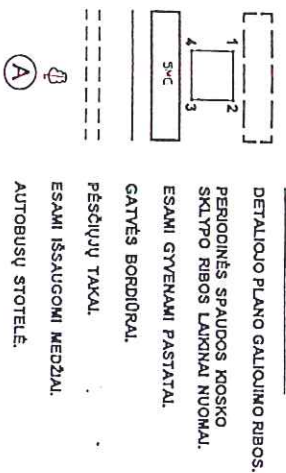 DETALIOJO PLANO GALIOJIMO RIBOS.
1 2
4 3
PERIODINĖS SPAUDOS KIOSKO
SKLYPO RIBOS LAIKINAI NUOMAI.
5MC
ESAMI GYVENAMI PASTATAI.
GATVĖS BORDIŪRAI.
PĖSČIŲJŲ TAKAI.
ESAMI IŠSAUGOMI MEDŽIAI.
A
AUTOBUSŲ STOTELĖ.